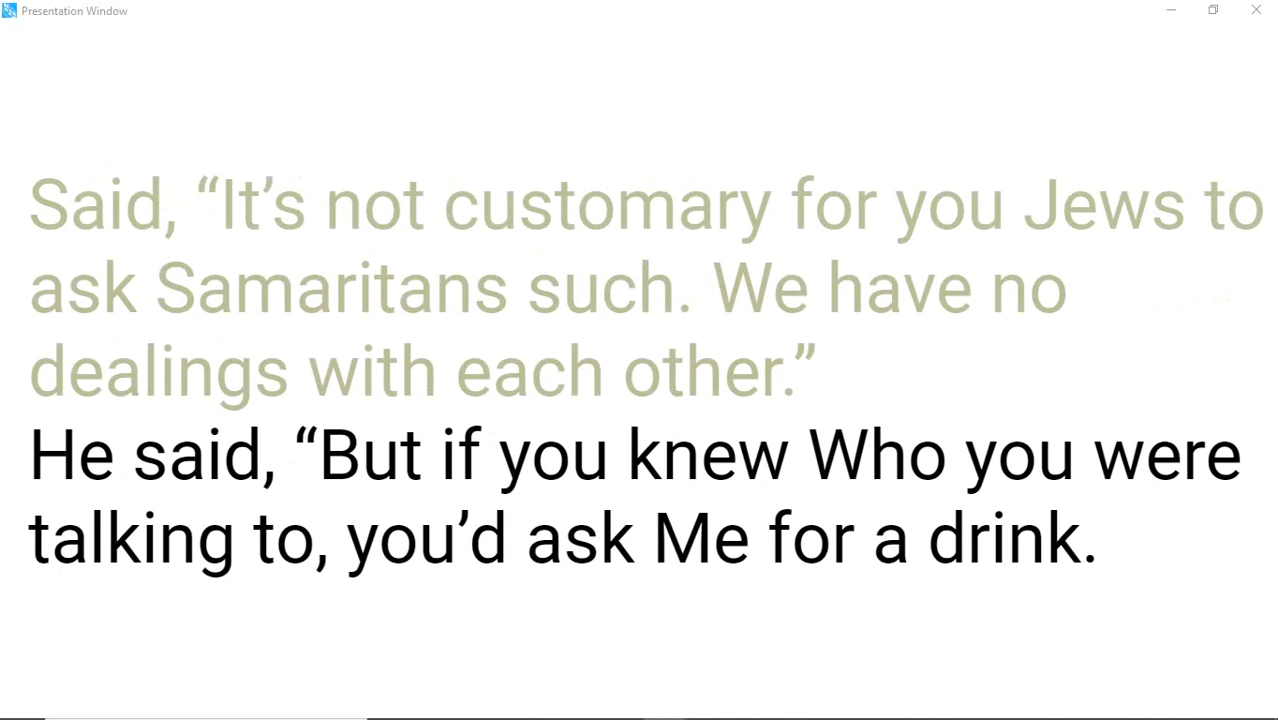 Presentation Window
Said, “It’s not customary for you Jews to
ask Samaritans such. We have no
dealings with each other.”
He said, “But if you knew Who you were
talking to, you’d ask Me for a drink.